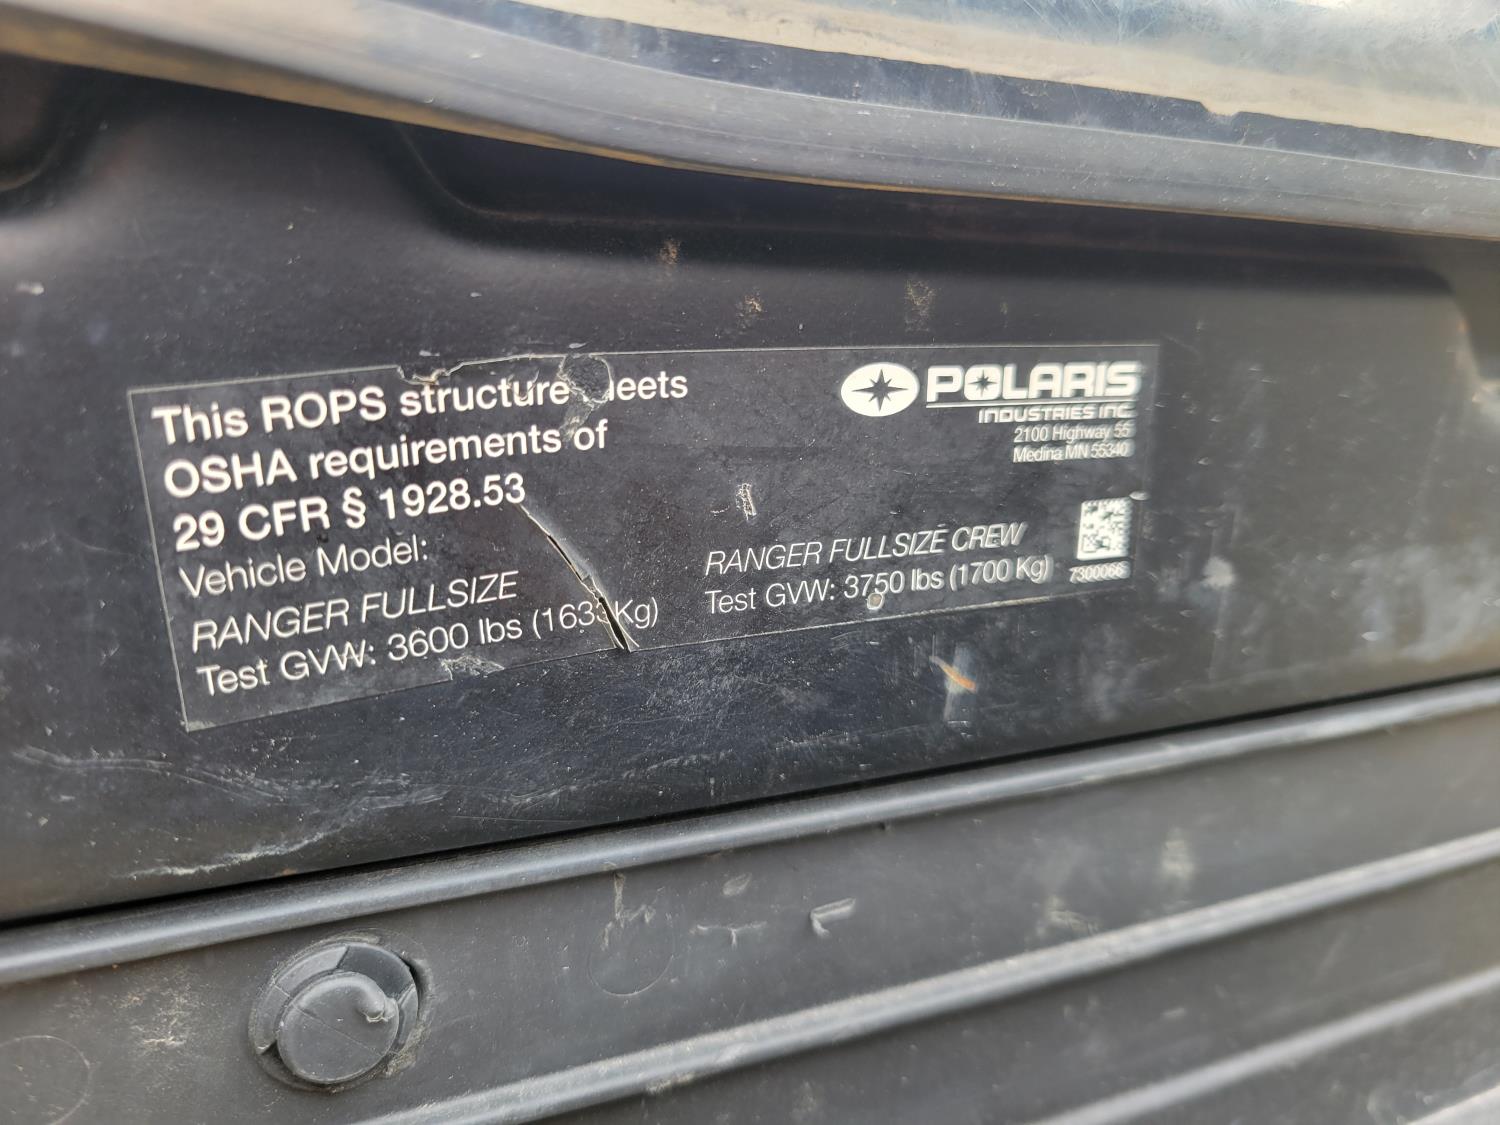 This ROPS structure meets
OSHA requirements of
29 CFR § 1928.53
Vehicle Model:
RANGER FULLSIZE
Test GVW: 3600 lbs (1633Kg)
RANGER FULLSIZE CREW
Test GVW: 3750 lbs (1700 Kg)
POLARIS
INDUSTRIES INC.
2100 Highway 55
Medina MN 55340
7300066